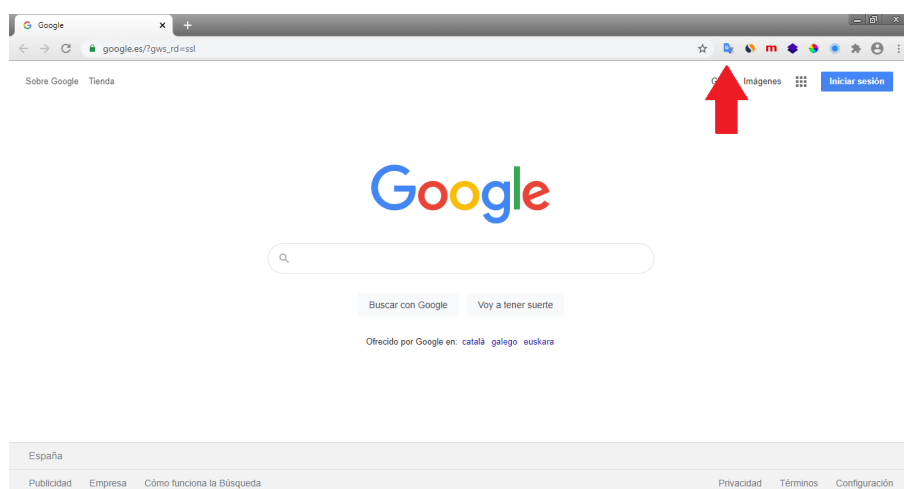 Google
google.es/?gws_rd=ssl
Sobre Google Tienda
Imágenes Iniciar sesión
Google
Buscar con Google Voy a tener suerte
Ofrecido por Google en: català galego euskara
España
Publicidad Empresa Cómo funciona la Búsqueda
Privacidad Términos Configuración